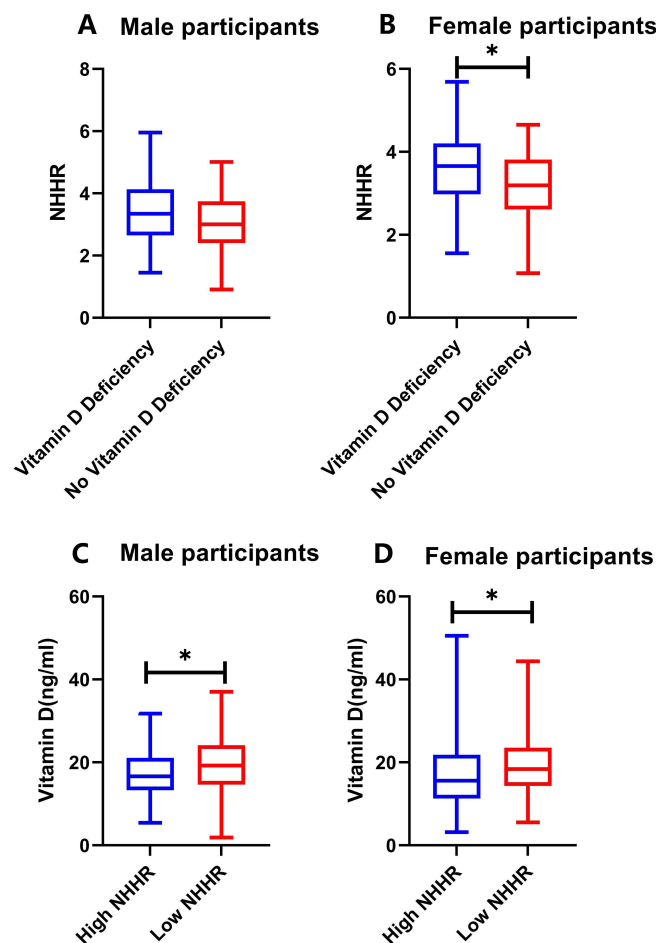 A Male participants
NHHR
8
6
4
2
0
Vitamin D Deficiency
No Vitamin D Deficiency
B Female participants
*
NHHR
6
4
2
0
Vitamin D Deficiency
No Vitamin D Deficiency
C Male participants
*
Vitamin D(ng/ml)
60
40
20
0
High NHHR
Low NHHR
D Female participants
*
Vitamin D(ng/ml)
60
40
20
0
High NHHR
Low NHHR